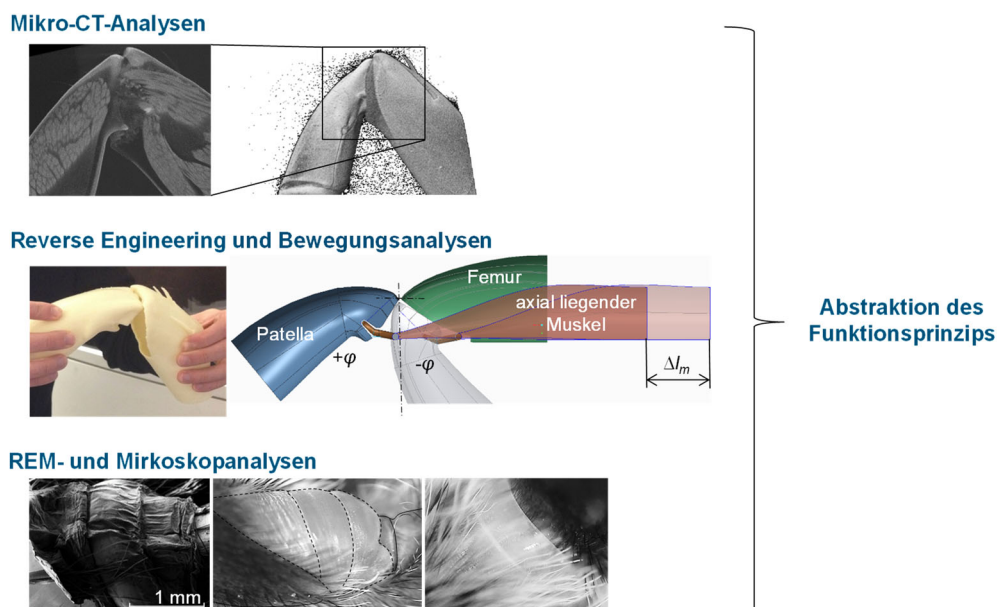 Mikro-CT-Analysen
Reverse Engineering und Bewegungsanalysen
Patella
+φ
-φ
Femur
axial liegender
Muskel
Δlm
Abstraktion des
Funktionsprinzips
REM- und Mirkoskopanalysen
1 mm